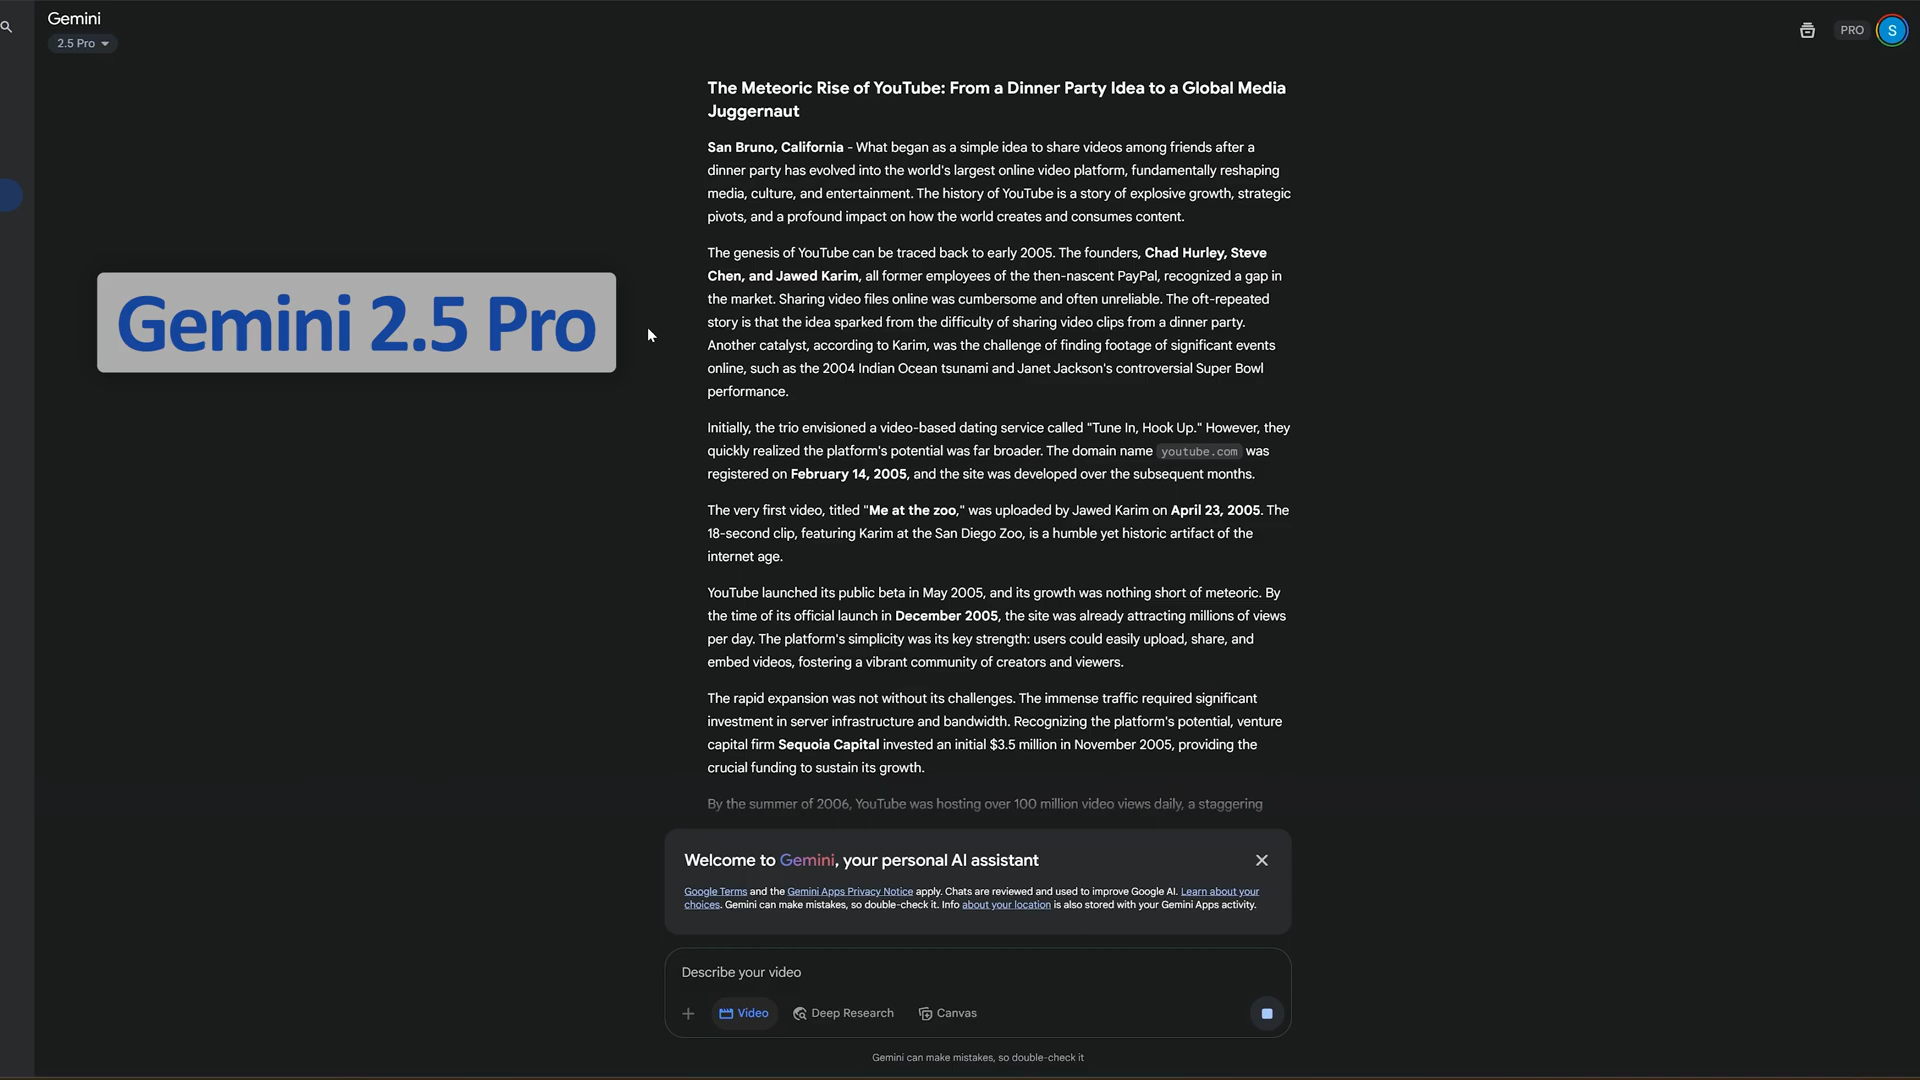 Gemini
2.5 Pro
PRO
S
The Meteoric Rise of YouTube: From a Dinner Party Idea to a Global Media
Juggernaut
San Bruno, California - What began as a simple idea to share videos among friends after a
dinner party has evolved into the world's largest online video platform, fundamentally reshaping
media, culture, and entertainment. The history of YouTube is a story of explosive growth, strategic
pivots, and a profound impact on how the world creates and consumes content.
The genesis of YouTube can be traced back to early 2005. The founders, Chad Hurley, Steve
Chen, and Jawed Karim, all former employees of the then-nascent PayPal, recognized a gap in
the market. Sharing video files online was cumbersome and often unreliable. The oft-repeated
story is that the idea sparked from the difficulty of sharing video clips from a dinner party.
Another catalyst, according to Karim, was the challenge of finding footage of significant events
online, such as the 2004 Indian Ocean tsunami and Janet Jackson's controversial Super Bowl
performance.
Gemini 2.5 Pro
Initially, the trio envisioned a video-based dating service called "Tune In, Hook Up." However, they
quickly realized the platform's potential was far broader. The domain name youtube.com was
registered on February 14, 2005, and the site was developed over the subsequent months.
The very first video, titled "Me at the zoo," was uploaded by Jawed Karim on April 23, 2005. The
18-second clip, featuring Karim at the San Diego Zoo, is a humble yet historic artifact of the
internet age.
YouTube launched its public beta in May 2005, and its growth was nothing short of meteoric. By
the time of its official launch in December 2005, the site was already attracting millions of views
per day. The platform's simplicity was its key strength: users could easily upload, share, and
embed videos, fostering a vibrant community of creators and viewers.
The rapid expansion was not without its challenges. The immense traffic required significant
investment in server infrastructure and bandwidth. Recognizing the platform's potential, venture
capital firm Sequoia Capital invested an initial $3.5 million in November 2005, providing the
crucial funding to sustain its growth.
By the summer of 2006, YouTube was hosting over 100 million video views daily, a staggering
Welcome to Gemini, your personal AI assistant
Google Terms and the Gemini Apps Privacy Notice apply. Chats are reviewed and used to improve Google AI. Learn about your
choices. Gemini can make mistakes, so double-check it. Info about your location is also stored with your Gemini Apps activity.
Describe your video
Video
Deep Research
Canvas
Gemini can make mistakes, so double-check it